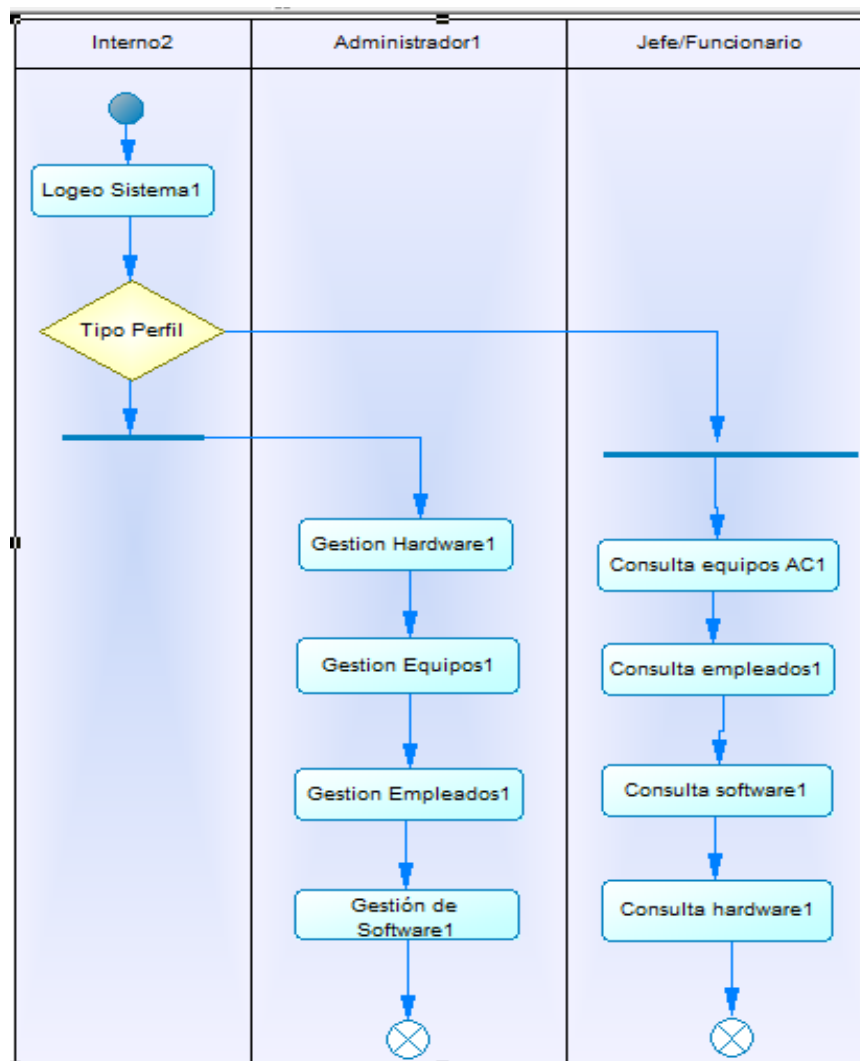 Interno2
Administrador1
Jefe/Funcionario
Logeo Sistema1
Tipo Perfil
Gestion Hardware1
Gestion Equipos1
Gestion Empleados1
Gestión de
Software1
Consulta equipos AC1
Consulta empleados1
Consulta software1
Consulta hardware1